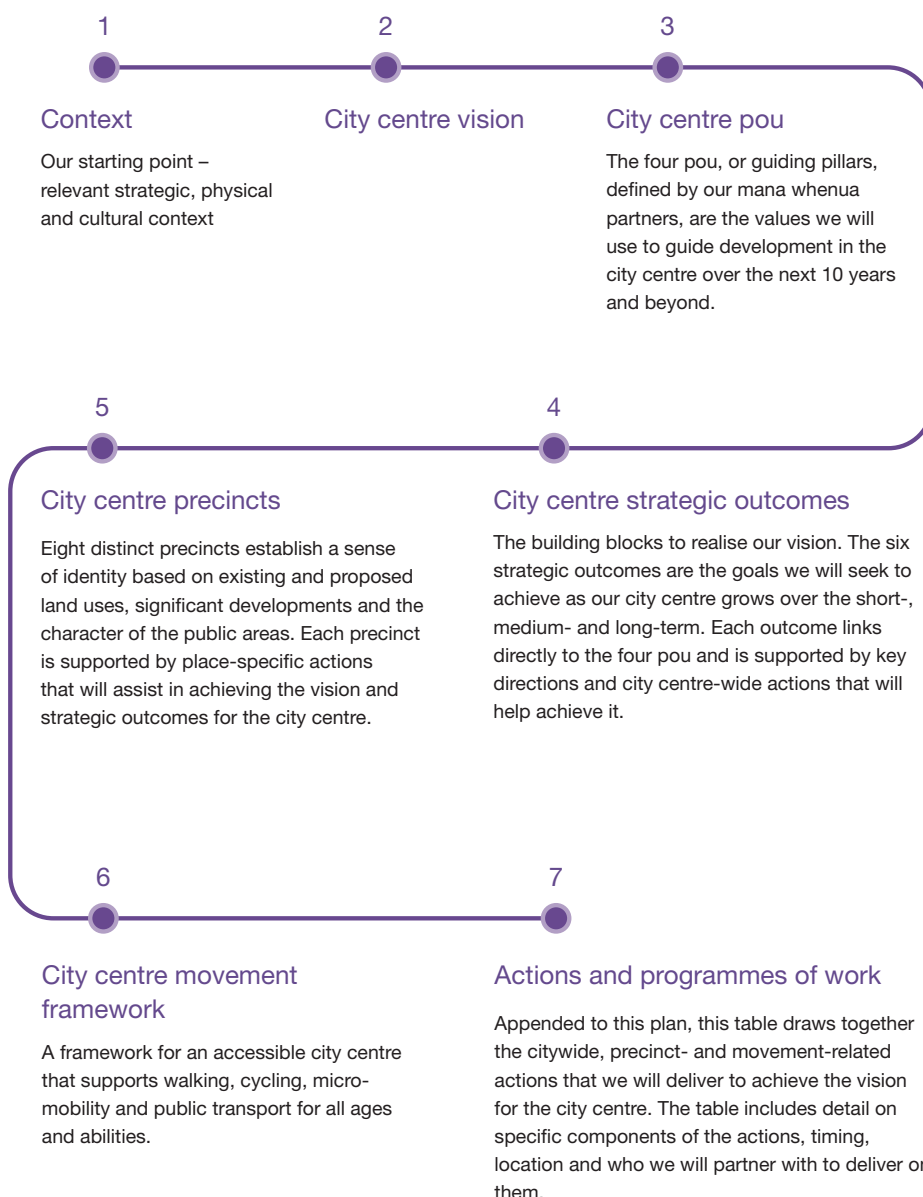 1
Context
Our starting point –
relevant strategic, physical
and cultural context
2
City centre vision
3
City centre pou
The four pou, or guiding pillars,
defined by our mana whenua
partners, are the values we will
use to guide development in the
city centre over the next 10 years
and beyond.
4
City centre strategic outcomes
The building blocks to realise our vision. The six
strategic outcomes are the goals we will seek to
achieve as our city centre grows over the short-,
medium- and long-term. Each outcome links
directly to the four pou and is supported by key
directions and city centre-wide actions that will
help achieve it.
5
City centre precincts
Eight distinct precincts establish a sense
of identity based on existing and proposed
land uses, significant developments and the
character of the public areas. Each precinct
is supported by place-specific actions
that will assist in achieving the vision and
strategic outcomes for the city centre.
6
City centre movement
framework
A framework for an accessible city centre
that supports walking, cycling, micro-
mobility and public transport for all ages
and abilities.
7
Actions and programmes of work
Appended to this plan, this table draws together
the citywide, precinct- and movement-related
actions that we will deliver to achieve the vision
for the city centre. The table includes detail on
specific components of the actions, timing,
location and who we will partner with to deliver on
them.